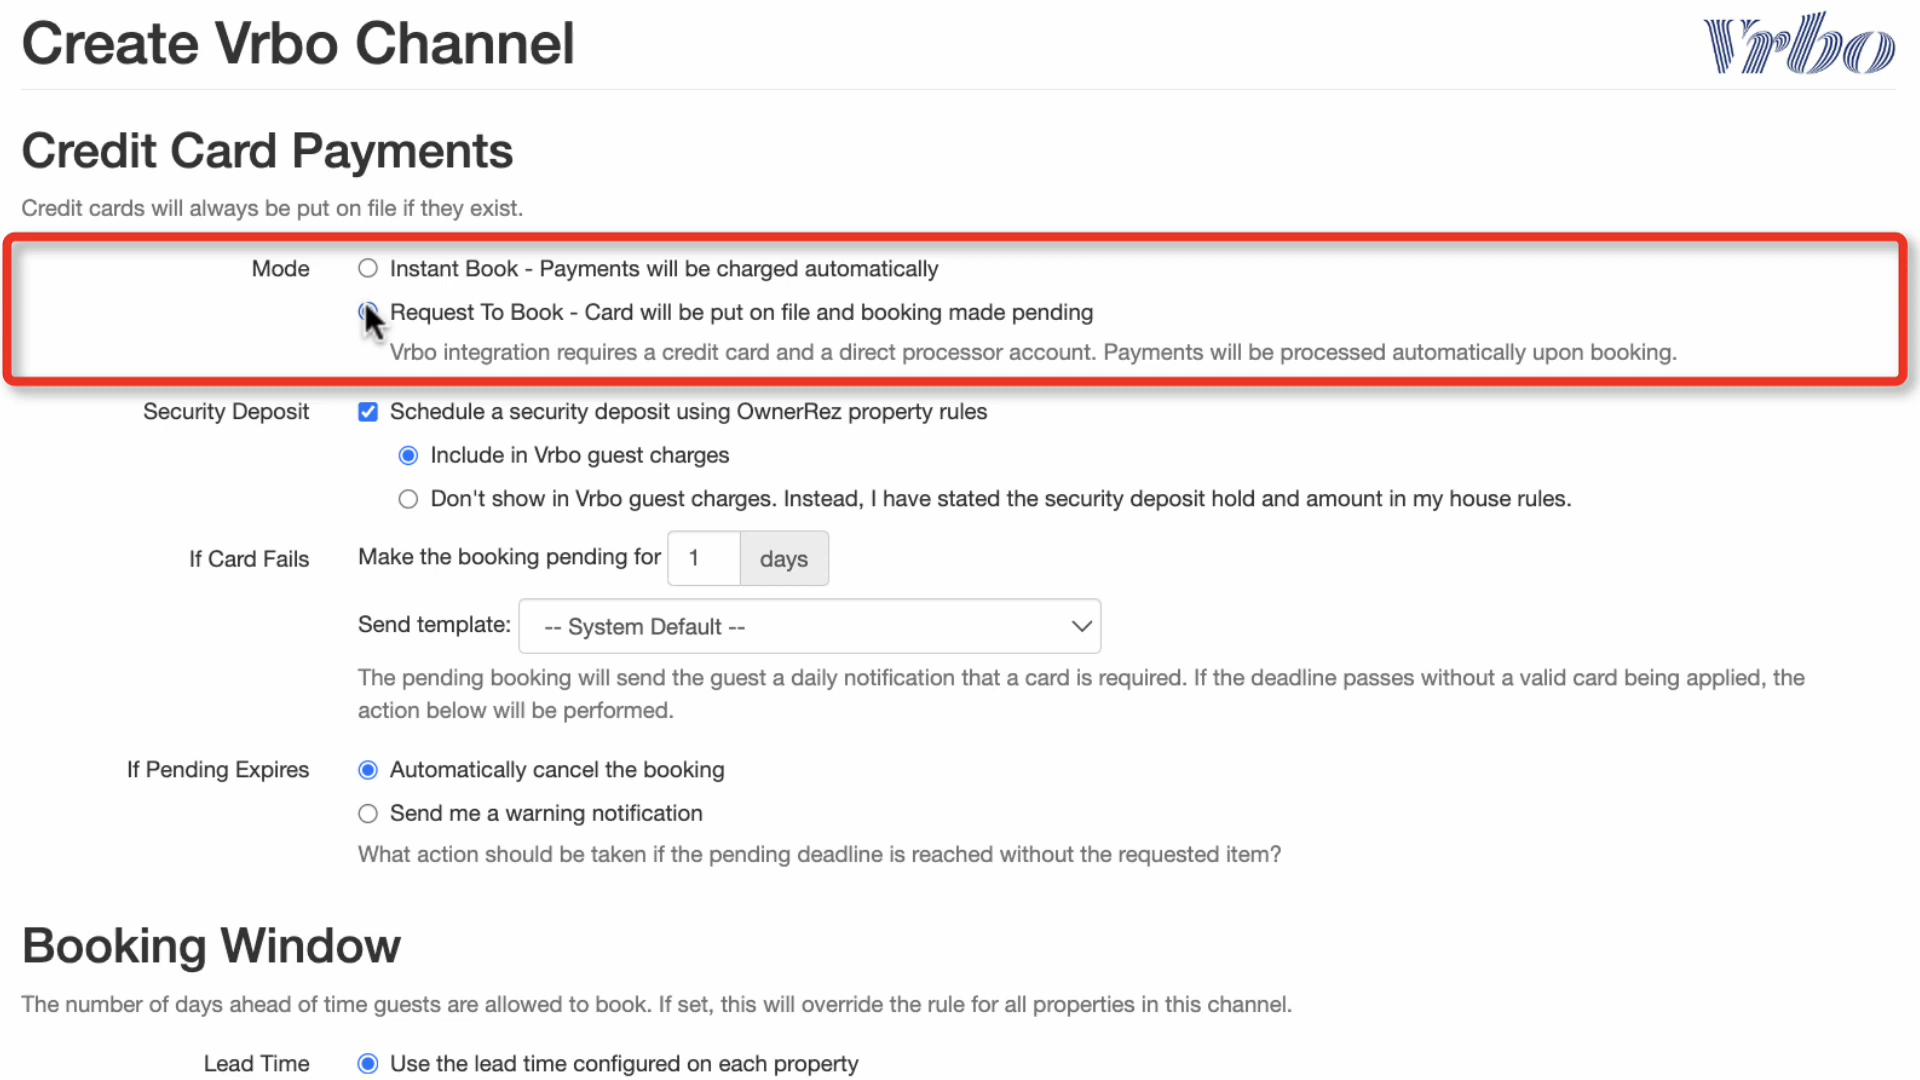 Create Vrbo Channel
Vrbo
Credit Card Payments
Credit cards will always be put on file if they exist.
Mode
Instant Book - Payments will be charged automatically
Request To Book - Card will be put on file and booking made pending
Vrbo integration requires a credit card and a direct processor account. Payments will be processed automatically upon booking.
Security Deposit
Schedule a security deposit using OwnerRez property rules
Include in Vrbo guest charges
Don't show in Vrbo guest charges. Instead, I have stated the security deposit hold and amount in my house rules.
If Card Fails
Make the booking pending for 1 days
Send template: -- System Default --
The pending booking will send the guest a daily notification that a card is required. If the deadline passes without a valid card being applied, the
action below will be performed.
If Pending Expires
Automatically cancel the booking
Send me a warning notification
What action should be taken if the pending deadline is reached without the requested item?
Booking Window
The number of days ahead of time guests are allowed to book. If set, this will override the rule for all properties in this channel.
Lead Time
Use the lead time configured on each property